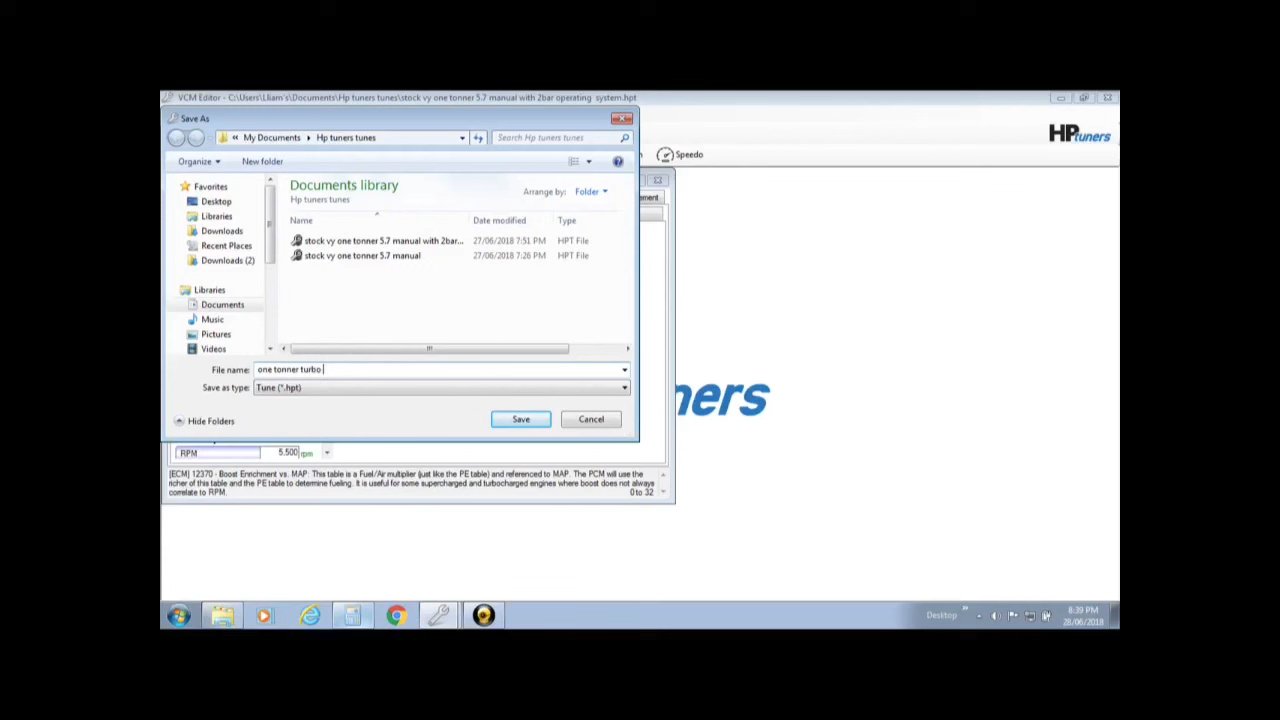 VCM Editor - C:\Users\Lliam's\Documents\Hp tuners tunes\stock vy one tonner 5.7 manual with 2bar operating system.hpt
Save As
« My Documents Hp tuners tunes
Search Hp tuners tunes
HPtuners
Speedo
Organize
New folder
Favorites
Desktop
Libraries
Downloads
Recent Places
Downloads (2)
Libraries
Documents
Music
Pictures
Videos
Documents library
Hp tuners tunes
Arrange by: Folder
Name Date modified Type
stock vy one tonner 5.7 manual with 2bar... 27/06/2018 7:51 PM HPT File
stock vy one tonner 5.7 manual 27/06/2018 7:26 PM HPT File
ement
File name: one tonner turbo
Save as type: Tune (*.hpt)
Hide Folders
Save
Cancel
ners
RPM 5.500 rpm
[ECM] 12370 - Boost Enrichment vs. MAP: This table is a Fuel/Air multiplier (just like the PE table) and referenced to MAP. The PCM will use the
richer of this table and the PE table to determine fueling. It is useful for some supercharged and turbocharged engines where boost does not always
correlate to RPM.
0 to 32
Desktop
8:39 PM
28/06/2018